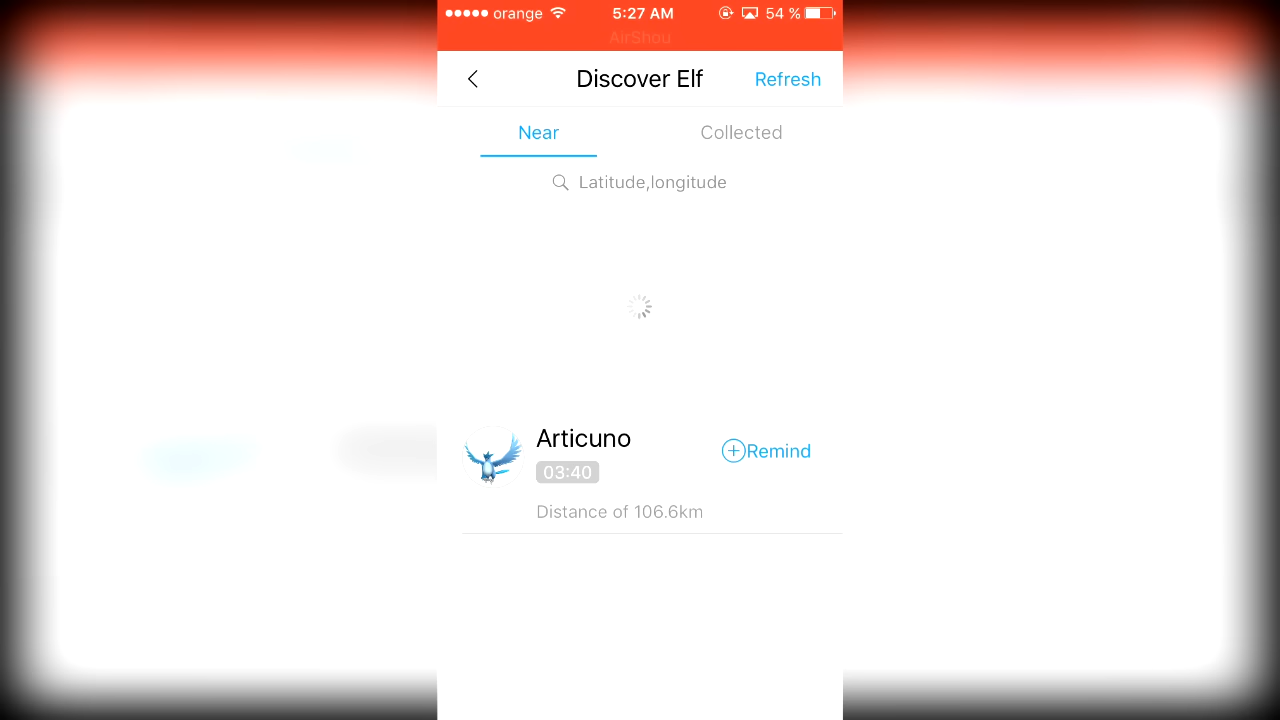 orange 5:27 AM 54 %
AirShou
Discover Elf Refresh
Near Collected
Latitude,longitude
Articuno
03:40
Remind
Distance of 106.6km